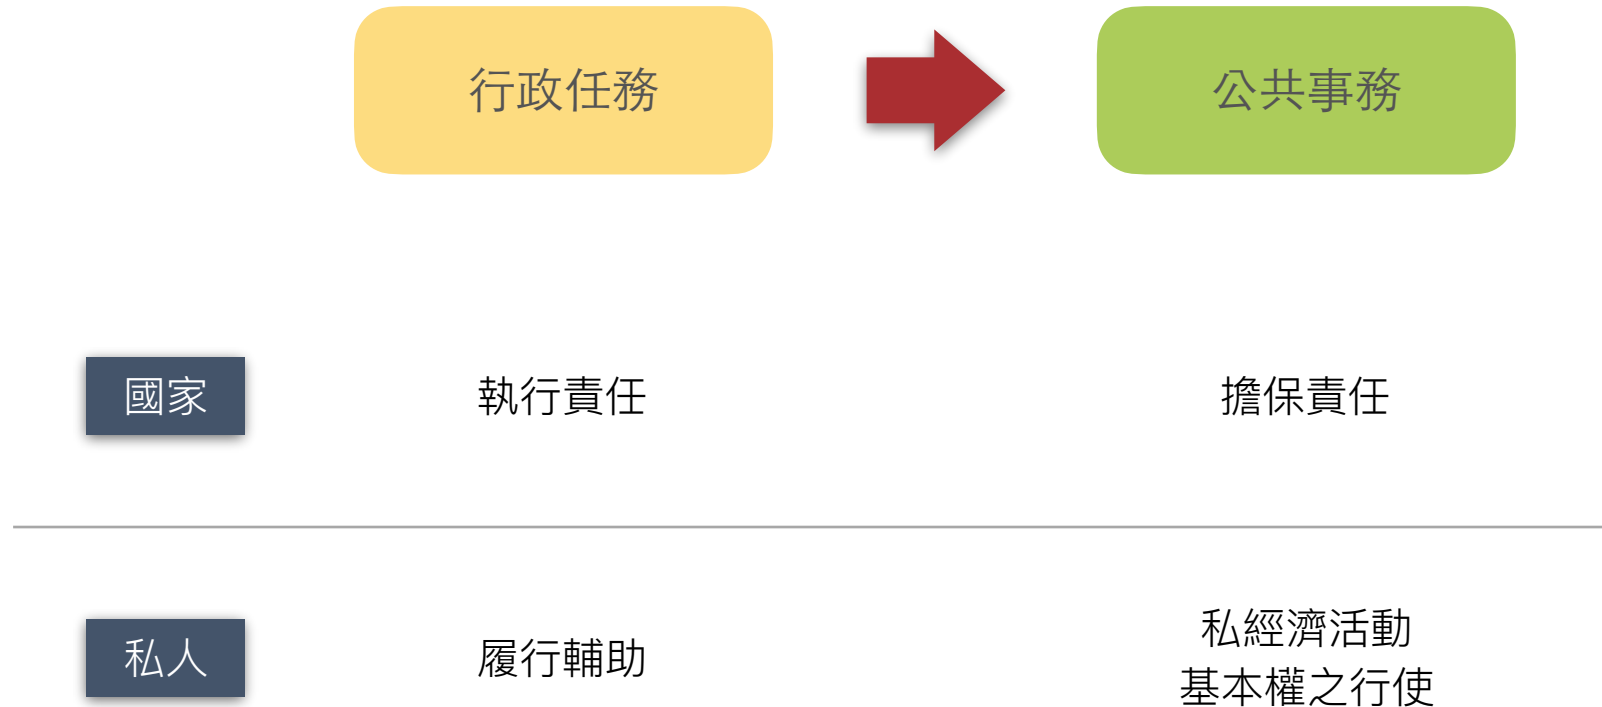 行政任務
公共事務
國家
執行責任
擔保責任
私人
履行輔助
私經濟活動
基本權之行使